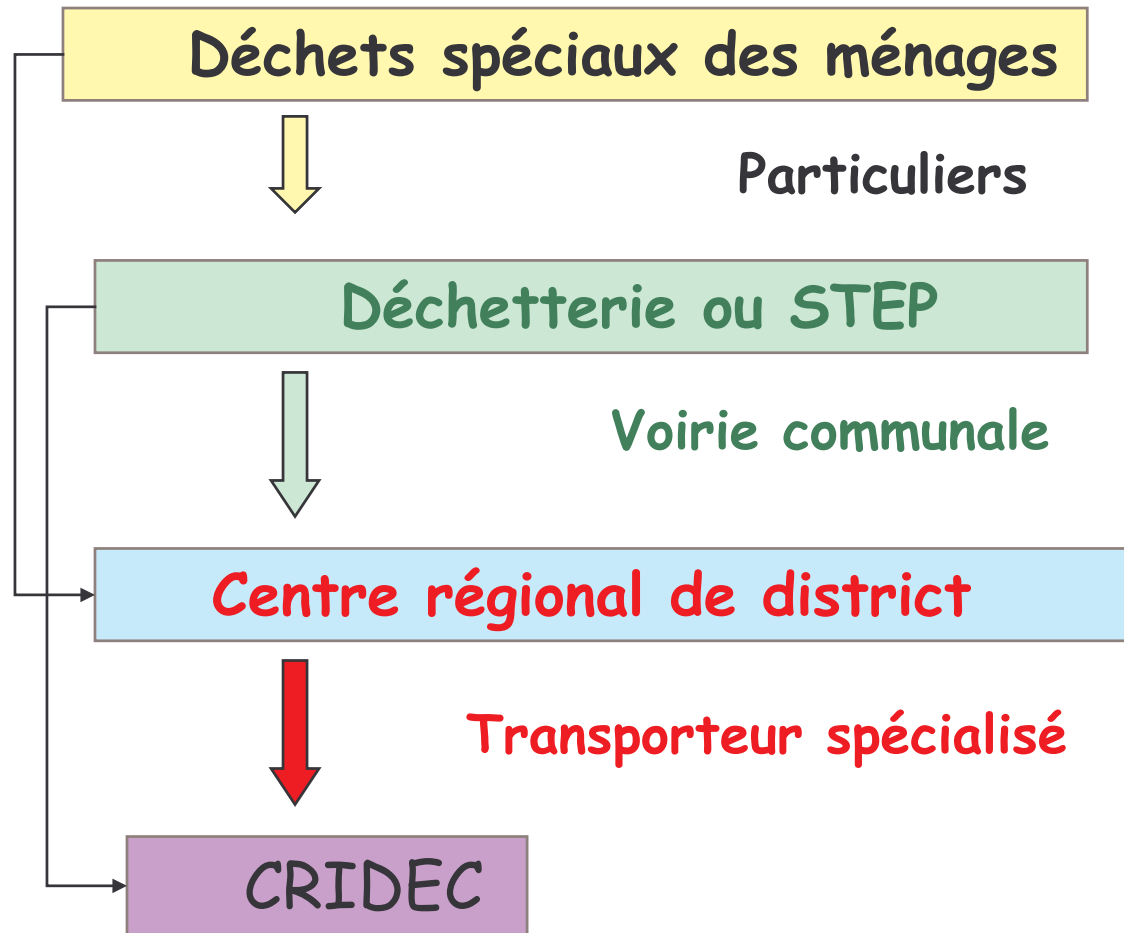 Déchets spéciaux des ménages
Particuliers
Déchetterie ou STEP
Voirie communale
Centre régional de district
Transporteur spécialisé
CRIDEC